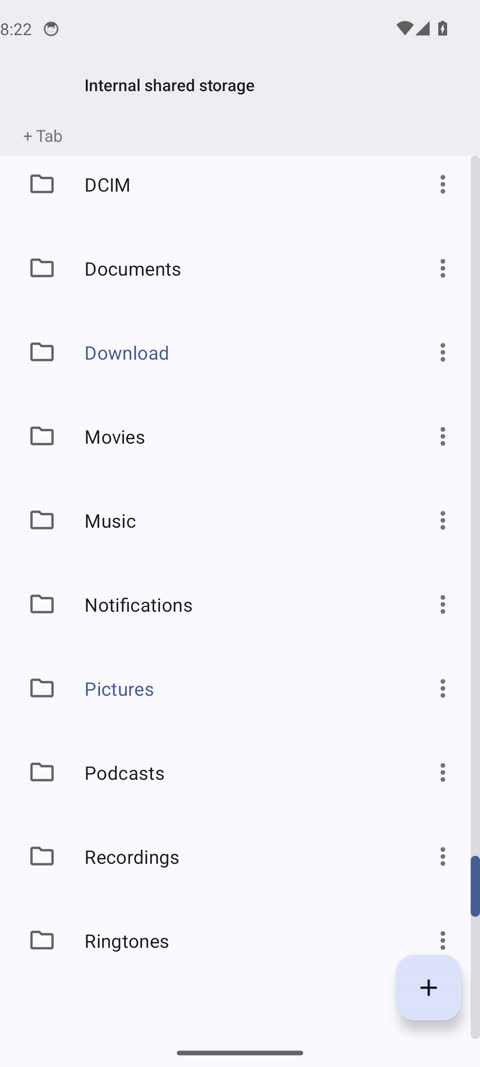 8:22
Internal shared storage
+ Tab
DCIM
Documents
Download
Movies
Music
Notifications
Pictures
Podcasts
Recordings
Ringtones
+